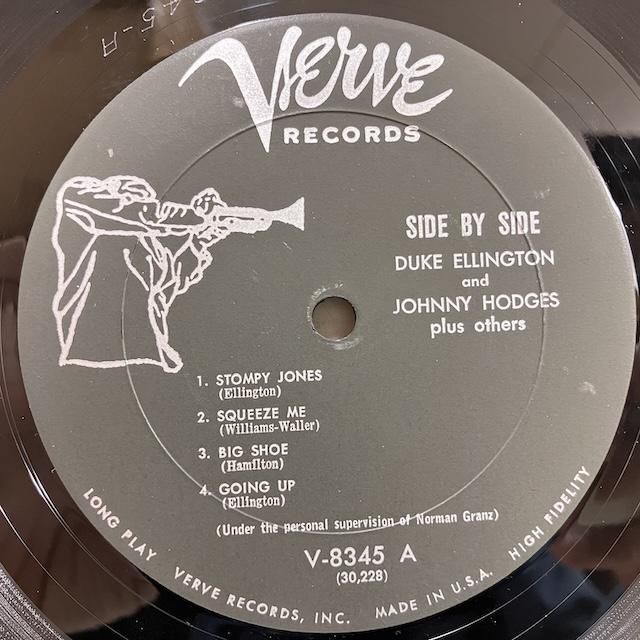 Verve
RECORDS
SIDE BY SIDE
DUKE ELLINGTON
and
JOHNNY HODGES
plus others
1. STOMPY JONES
(Ellington)
2. SQUEEZE ME
(Williams-Waller)
3. BIG SHOE
(Hamilton)
4. GOING UP
(Ellington)
(Under the personal supervision of Norman Granz)
V-8345 A
(30,228)
LONG PLAY VERVE RECORDS, INC. MADE IN U.S.A. HIGH FIDELITY